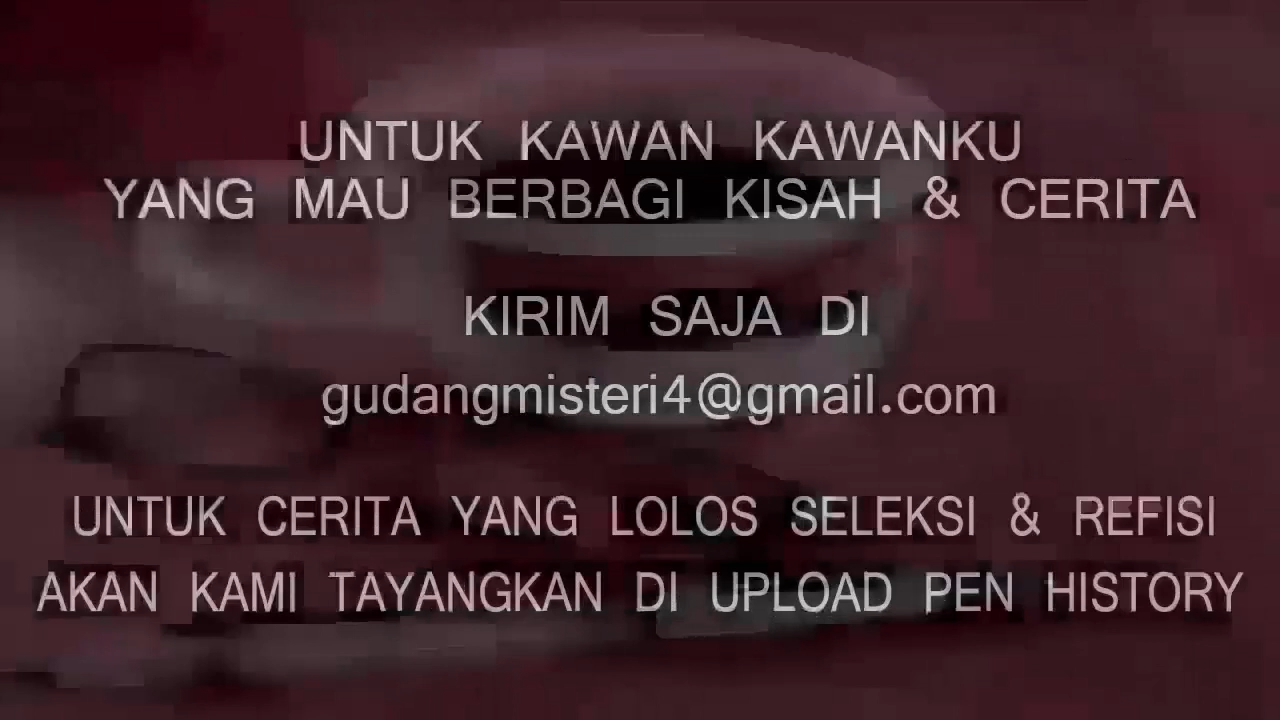 UNTUK KAWAN KAWANKU
YANG MAU BERBAGI KISAH & CERITA
KIRIM SAJA DI
gudangmisteri4@gmail.com
UNTUK CERITA YANG LOLOS SELEKSI & REFISI
AKAN KAMI TAYANGKAN DI UPLOAD PEN HISTORY